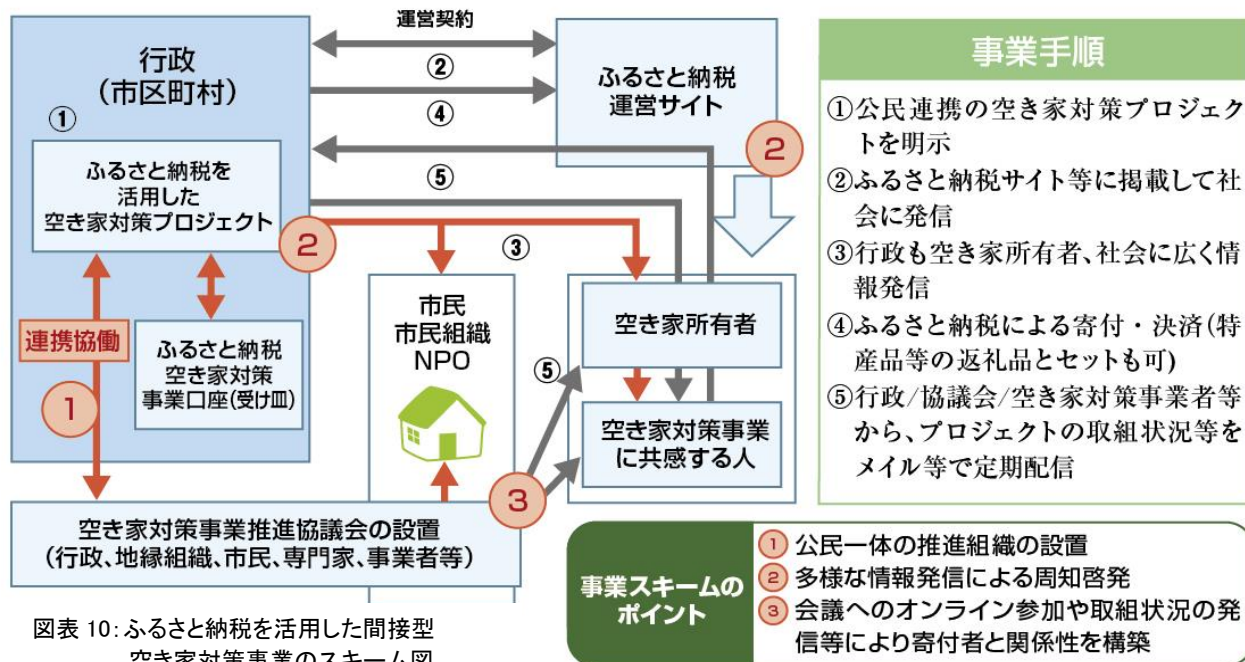 運営契約
行政
(市区町村)
②
ふるさと納税
運営サイト
①
④
2
ふるさと納税を
活用した
空き家対策プロジェクト
⑤
2
③
市民
市民組織
NPO
空き家所有者
連携協働
ふるさと納税
空き家対策
事業口座(受け皿)
⑤
1
空き家対策事業
に共感する人
3
空き家対策事業推進協議会の設置
(行政、地縁組織、市民、専門家、事業者等)
図表 10: ふるさと納税を活用した間接型
空き家対策事業のスキーム図
事業手順
①公民連携の空き家対策プロジェク
トを明示
②ふるさと納税サイト等に掲載して社
会に発信
③行政も空き家所有者、社会に広く情
報発信
④ふるさと納税による寄付・決済(特
産品等の返礼品とセットも可)
⑤行政/協議会/空き家対策事業者等
から、プロジェクトの取組状況等を
メイル等で定期配信
事業スキームの
ポイント
1 公民一体の推進組織の設置
2 多様な情報発信による周知啓発
3 会議へのオンライン参加や取組状況の発
信等により寄付者と関係性を構築